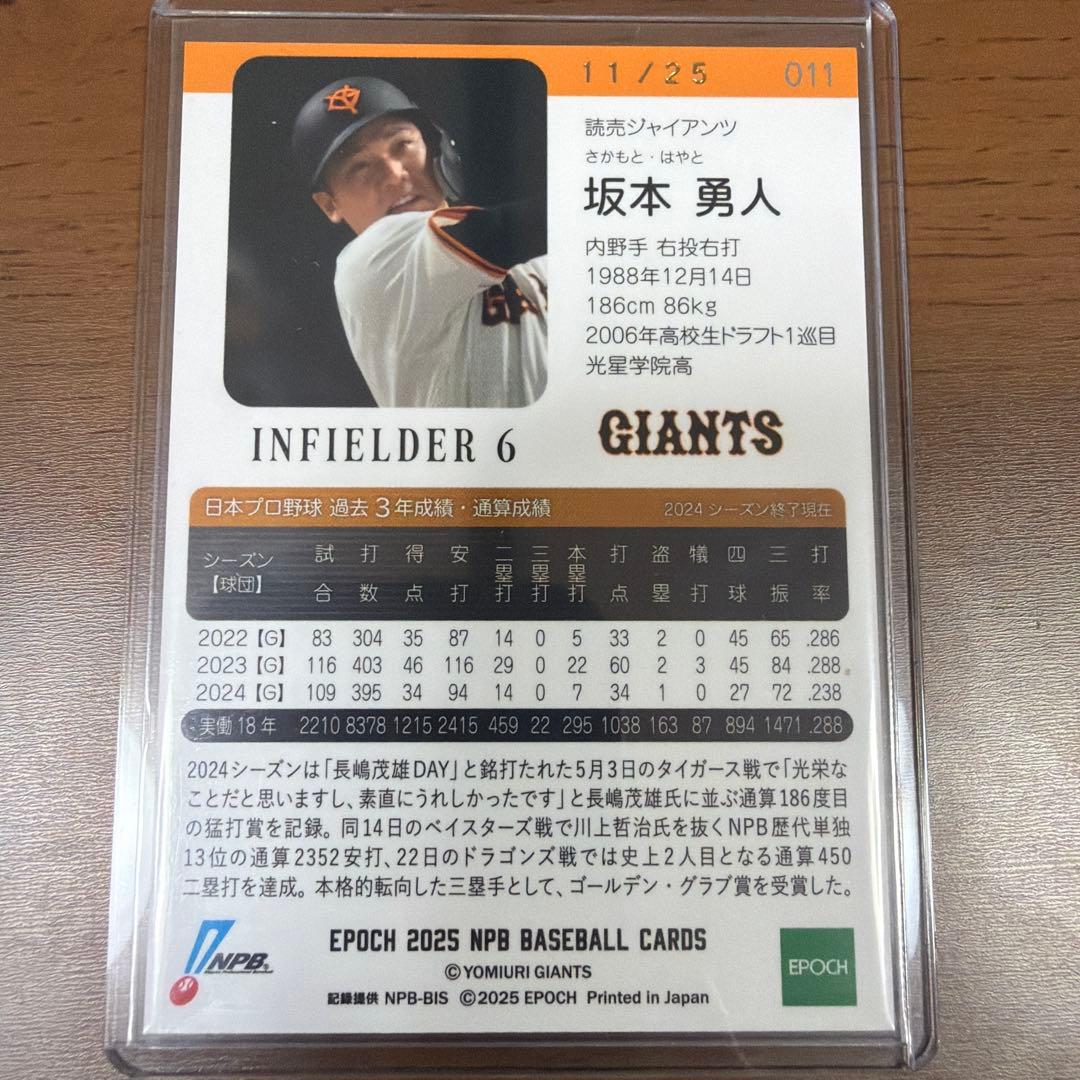 11/25 011
読売ジャイアンツ
さかもと・はやと
坂本 勇人
内野手 右投右打
1988年12月14日
186cm 86kg
2006年高校生ドラフト1巡目
光星学院高
GIANTS
INFIELDER 6
日本プロ野球 過去3年成績・通算成績 2024 シーズン終了現在
シーズン【球団】 試合 打数 得点 安打 二塁打 三塁打 本塁打 打点 盗塁 犠打 四球 三振 打率
2022【G】 83 304 35 87 14 0 5 33 2 0 45 65 .286
2023【G】 116 403 46 116 29 0 22 60 2 3 45 84 .288
2024【G】 109 395 34 94 14 0 7 34 1 0 27 72 .238
実働 18 年 2210 8378 1215 2415 459 22 295 1038 163 87 894 1471 .288
2024シーズンは「長嶋茂雄DAY」と銘打たれた5月3日のタイガース戦で「光栄な
ことだと思いますし、素直にうれしかったです」と長嶋茂雄氏に並ぶ通算186度目
の猛打賞を記録。同14日のベイスターズ戦で川上哲治氏を抜くNPB歴代単独
13位の通算2352安打、22日のドラゴンズ戦では史上2人目となる通算450
二塁打を達成。本格的転向した三塁手として、ゴールデン・グラブ賞を受賞した。
NPB
EPOCH 2025 NPB BASEBALL CARDS
©YOMIURI GIANTS
記録提供 NPB-BIS ©2025 EPOCH Printed in Japan
EPOCH